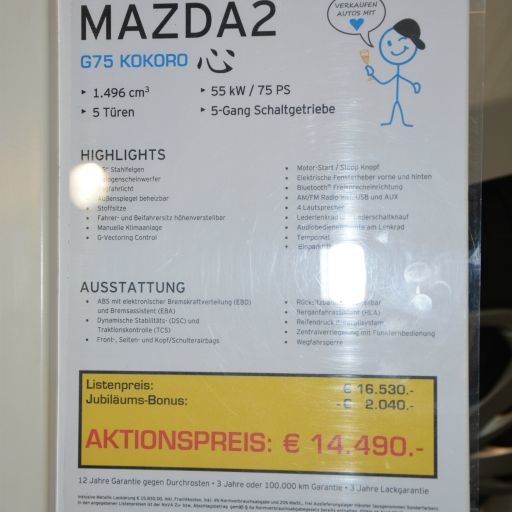 MAZDA2
VERKAUFEN
AUTOS MIT
G75 KOKORO 心
1.496 cm³
55 kW / 75 PS
5 Türen
5-Gang Schaltgetriebe
HIGHLIGHTS
Stahlfelgen
Außenspiegel beheizbar
Stoffsitze
Fahrer- und Beifahrersitz höhenverstellbar
Manuelle Klimaanlage
G-Vectoring Control
Motor-Start / Stopp Knopf
Elektrische Fensterheber vorne und hinten
Bluetooth® Freisprecheinrichtung
AM/FM Radio inkl. USB und AUX
4 Lautsprecher
Lederlenkrad und Lederschaltknauf
Audiobedienelemente am Lenkrad
Tempomat
AUSSTATTUNG
ABS mit elektronischer Bremskraftverteilung (EBD)
und Bremsassistent (EBA)
Dynamische Stabilitäts- (DSC) und
Traktionskontrolle (TCS)
Front-, Seiten- und Kopf/Schulterairbags
Berganfahrassistent (HLA)
Reifendruck Kontrollsystem
Zentralverriegelung mit Funkfernbedienung
Wegfahrsperre
Listenpreis: € 16.530.-
Jubiläums-Bonus: -€ 2.040.-
AKTIONSPREIS: € 14.490.-
12 Jahre Garantie gegen Durchrosten • 3 Jahre oder 100.000 km Garantie • 3 Jahre Lackgarantie